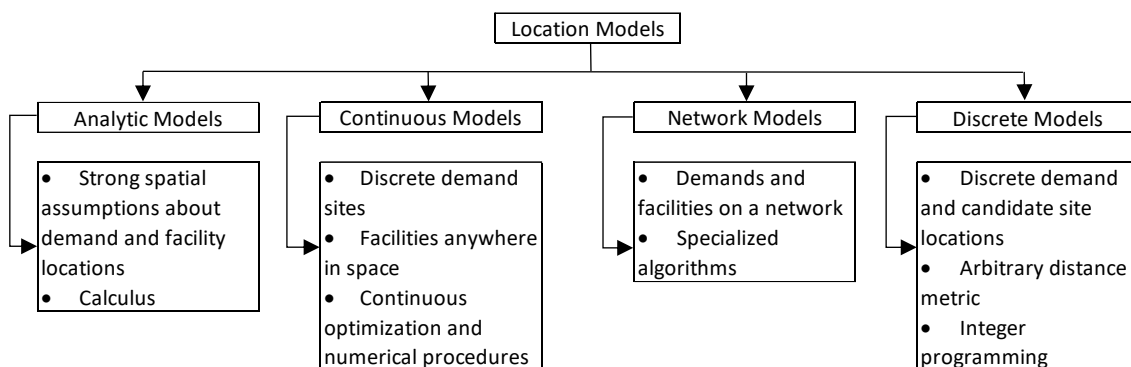 Location Models
Analytic Models
Continuous Models
Network Models
Discrete Models
● Strong spatial
assumptions about
demand and facility
locations
● Calculus
● Discrete demand
sites
● Facilities anywhere
in space
● Continuous
optimization and
numerical procedures
● Demands and
facilities on a network
● Specialized
algorithms
● Discrete demand
and candidate site
locations
● Arbitrary distance
metric
● Integer
programming